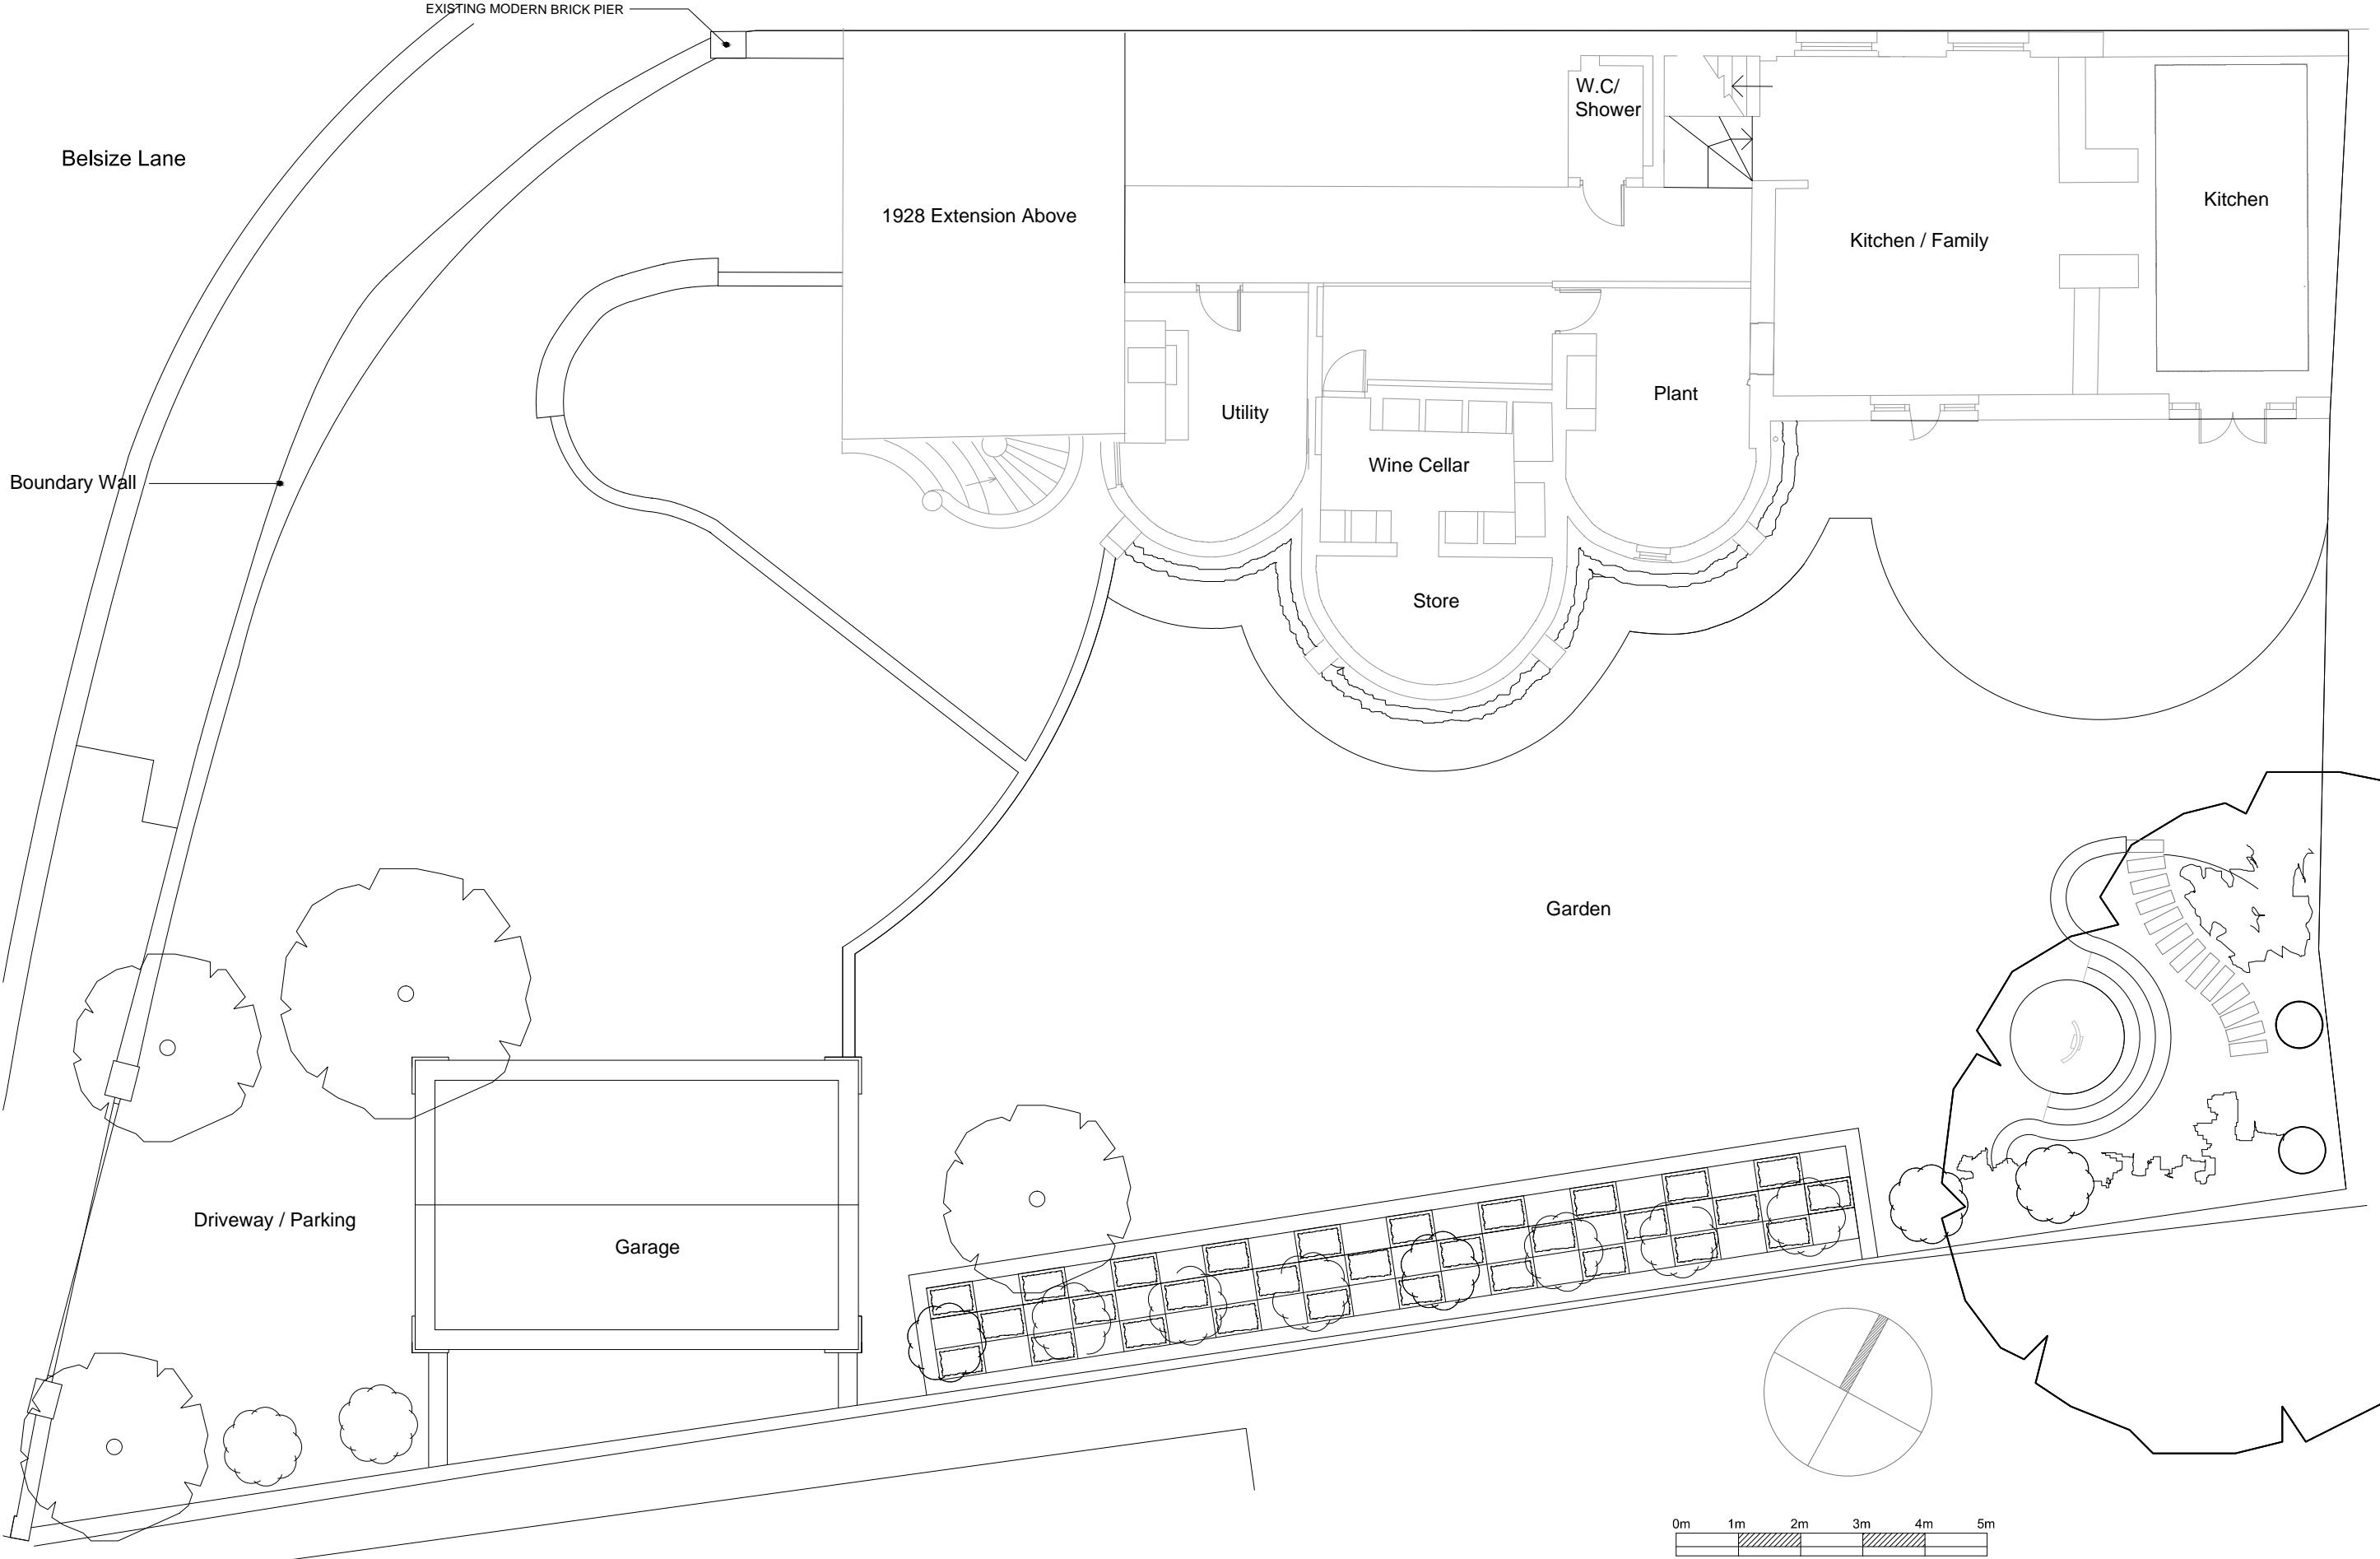 EXISTING MODERN BRICK PIER
W.C/
Shower
Belsize Lane
1928 Extension Above
Kitchen
Kitchen / Family
Plant
Utility
Wine Cellar
Boundary Wall
Store
Garden
Driveway / Parking
Garage
0m 1m 2m 3m 4m 5m